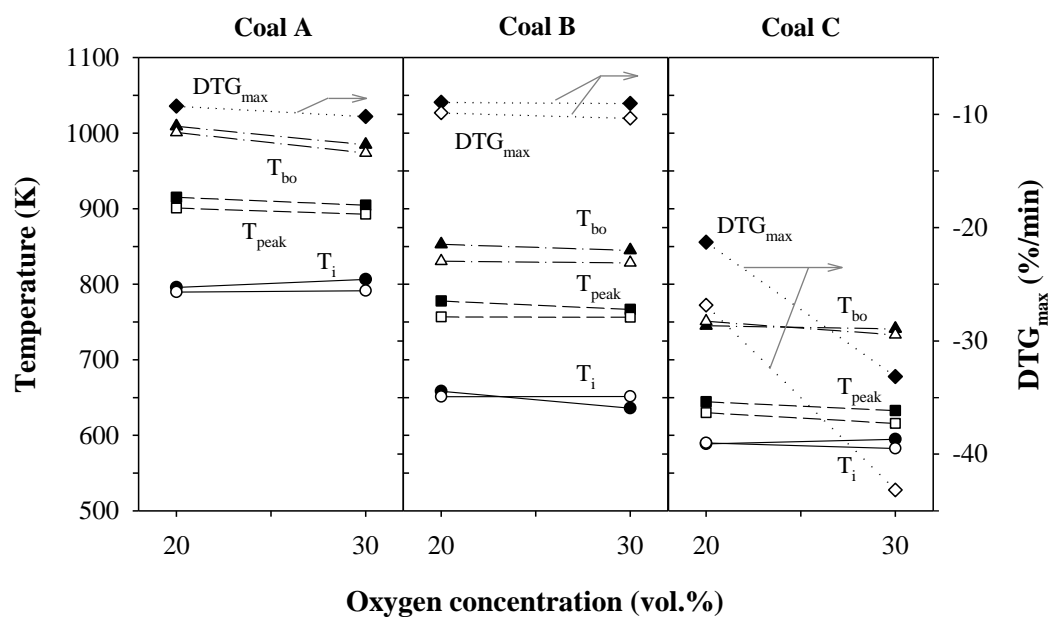 Coal A Coal B Coal C
1100
1000
900
800
700
600
500
Temperature (K)
DTGmax
Tbo
Tpeak
Ti
DTGmax
Tbo
Tpeak
Ti
DTGmax
Tbo
Tpeak
Ti
-10
-20
-30
-40
DTGmax (%/min)
20 30 20 30 20 30
Oxygen concentration (vol.%)